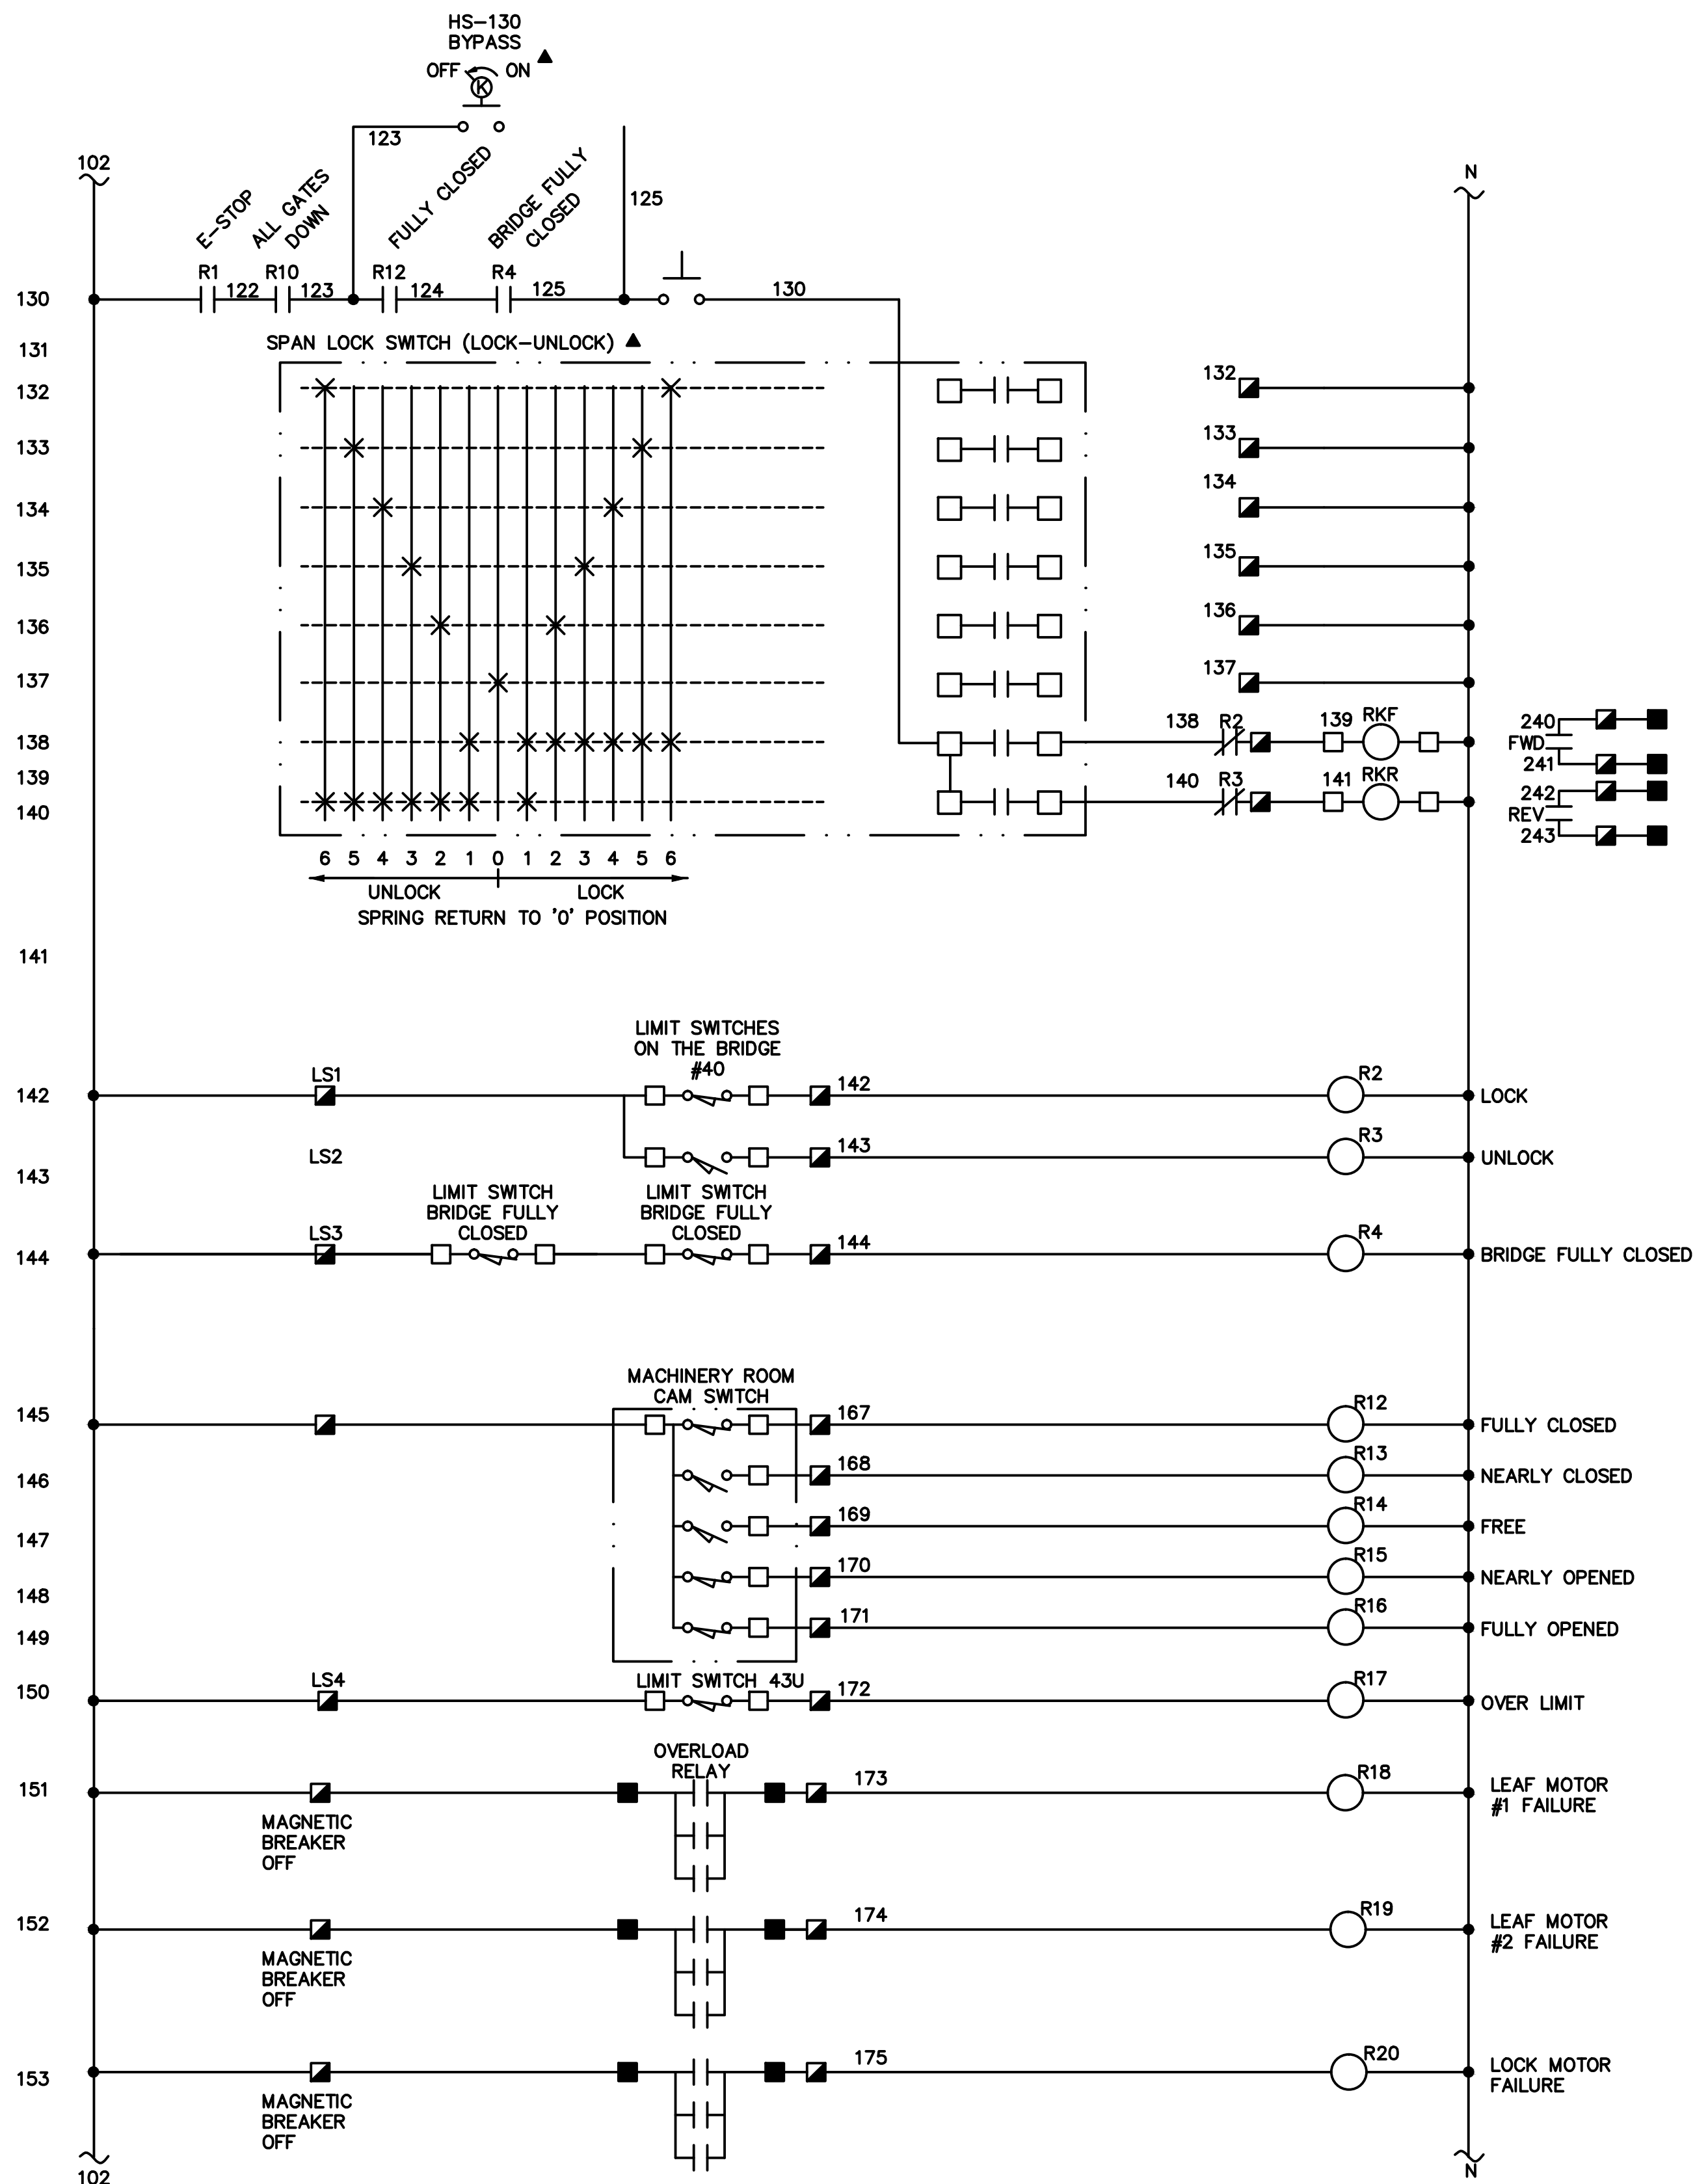 HS-130
BYPASS
OFF K ON
123
102
N
E-STOP
ALL GATES
DOWN
FULLY CLOSED
BRIDGE FULLY
CLOSED
125
R1
R10
R12
R4
130
122
123
124
125
130
131
SPAN LOCK SWITCH (LOCK-UNLOCK)
132
132
133
133
134
134
135
135
136
136
137
137
138
138
R2
139
RKF
240
FWD
241
139
140
140
R3
141
RKR
242
REV
243
6 5 4 3 2 1 0 1 2 3 4 5 6
UNLOCK
LOCK
SPRING RETURN TO '0' POSITION
141
LIMIT SWITCHES
ON THE BRIDGE
#40
142
LS1
142
R2
LOCK
143
LS2
143
R3
UNLOCK
LIMIT SWITCH
BRIDGE FULLY
CLOSED
LIMIT SWITCH
BRIDGE FULLY
CLOSED
144
LS3
144
R4
BRIDGE FULLY CLOSED
MACHINERY ROOM
CAM SWITCH
145
167
R12
FULLY CLOSED
146
168
R13
NEARLY CLOSED
147
169
R14
FREE
148
170
R15
NEARLY OPENED
149
171
R16
FULLY OPENED
150
LS4
LIMIT SWITCH 43U
172
R17
OVER LIMIT
OVERLOAD
RELAY
151
173
R18
LEAF MOTOR
#1 FAILURE
MAGNETIC
BREAKER
OFF
152
174
R19
LEAF MOTOR
#2 FAILURE
MAGNETIC
BREAKER
OFF
153
175
R20
LOCK MOTOR
FAILURE
MAGNETIC
BREAKER
OFF
102
N